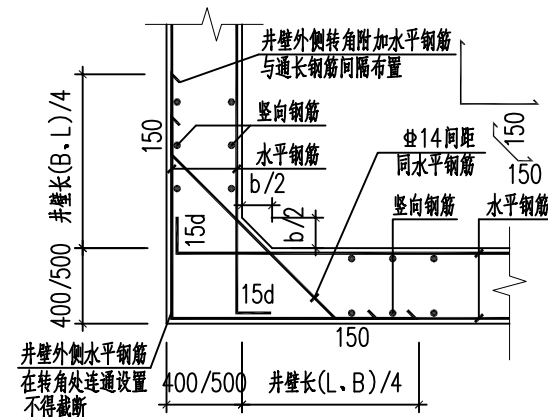 井壁外侧转角附加水平钢筋
与通长钢筋间隔布置
竖向钢筋
水平钢筋
b/2
b/2
Φ14间距
同水平钢筋
150
150
竖向钢筋
水平钢筋
井壁长(B、L)/4
150
400/500
15d
15d
150
井壁外侧水平钢筋
在转角处连通设置
不得截断
400/500
井壁长(L、B)/4